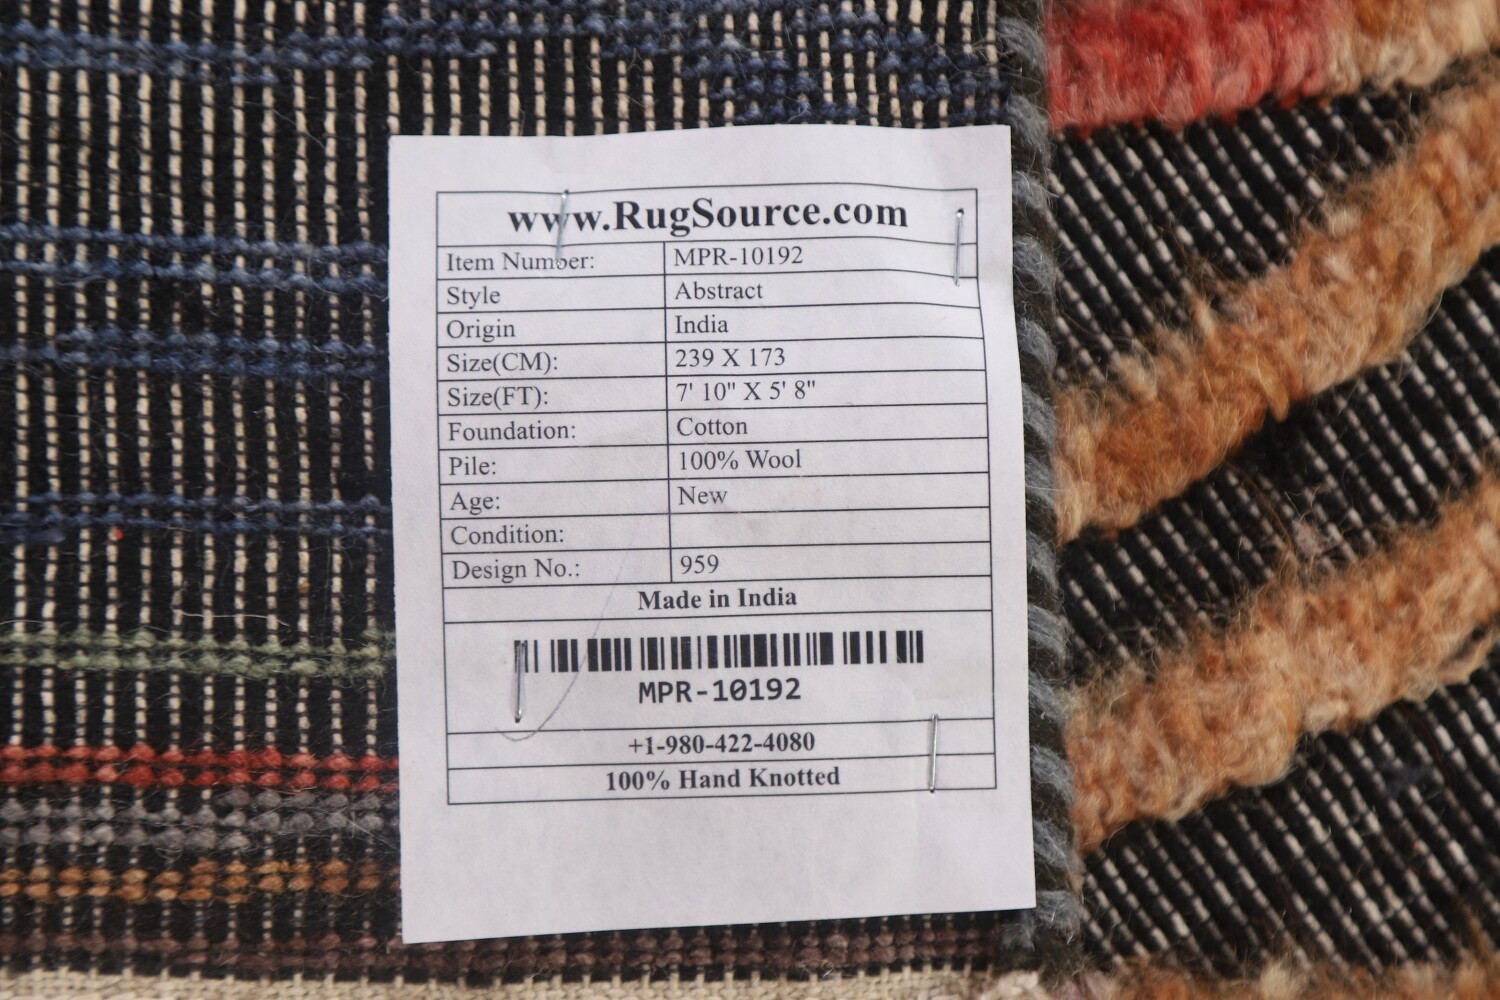 www.RugSource.com
Item Number: MPR-10192
Style Abstract
Origin India
Size(CM): 239 X 173
Size(FT): 7' 10" X 5' 8"
Foundation: Cotton
Pile: 100% Wool
Age: New
Condition:
Design No.: 959
Made in India
MPR-10192
+1-980-422-4080
100% Hand Knotted